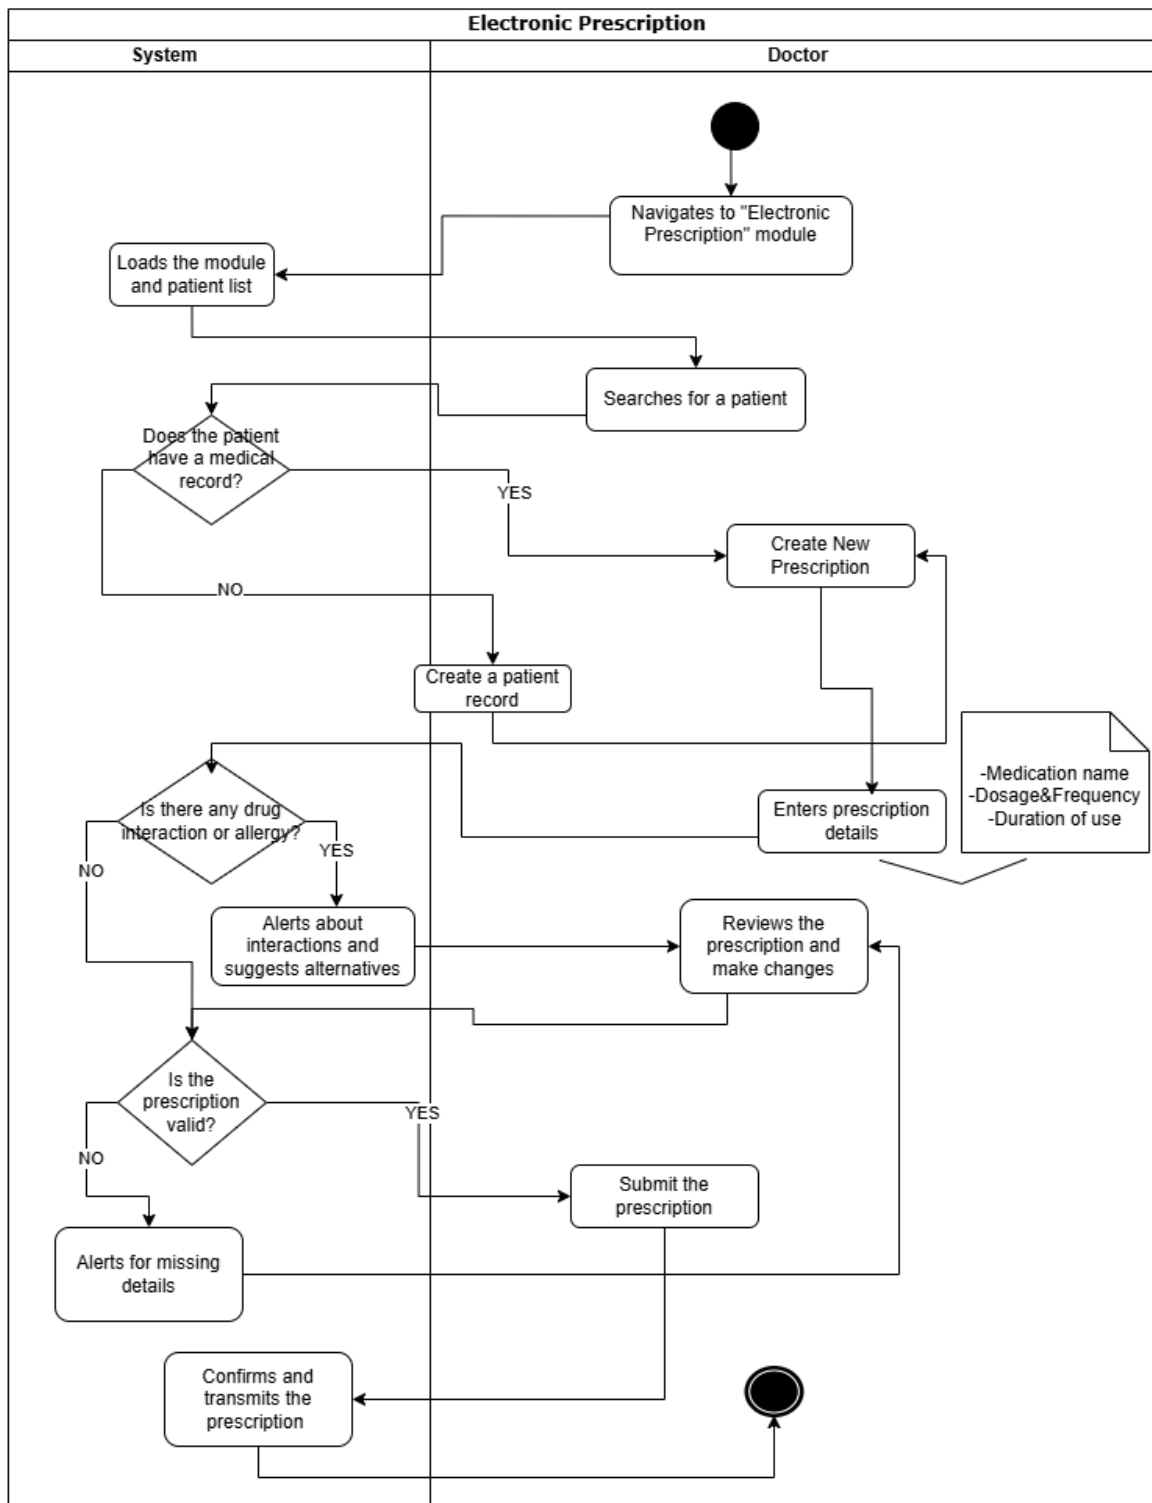 Electronic Prescription
System
Doctor
Navigates to "Electronic
Prescription" module
Loads the module
and patient list
Searches for a patient
Does the patient
have a medical
record?
YES
Create New
Prescription
NO
Create a patient
record
-Medication name
-Dosage&Frequency
-Duration of use
Enters prescription
details
Is there any drug
interaction or allergy?
YES
NO
Alerts about
interactions and
suggests alternatives
Reviews the
prescription and
make changes
Is the
prescription
valid?
YES
NO
Submit the
prescription
Alerts for missing
details
Confirms and
transmits the
prescription